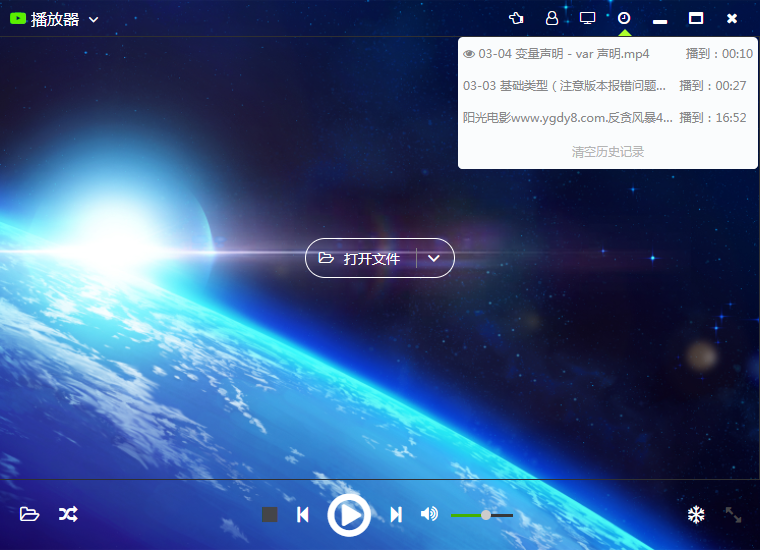 播放器
03-04 变量声明 - var 声明.mp4 播到：00:10
03-03 基础类型（注意版本报错问题... 播到：00:27
阳光电影www.ygdy8.com.反贪风暴4... 播到：16:52
清空历史记录
打开文件